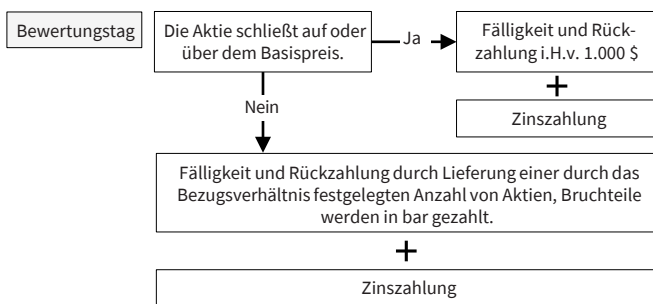 Bewertungstag
Die Aktie schließt auf oder
über dem Basispreis.
Ja
Fälligkeit und Rück-
zahlung i.H.v. 1.000 $
+
Zinszahlung
Nein
Fälligkeit und Rückzahlung durch Lieferung einer durch das
Bezugsverhältnis festgelegten Anzahl von Aktien, Bruchteile
werden in bar gezahlt.
+
Zinszahlung